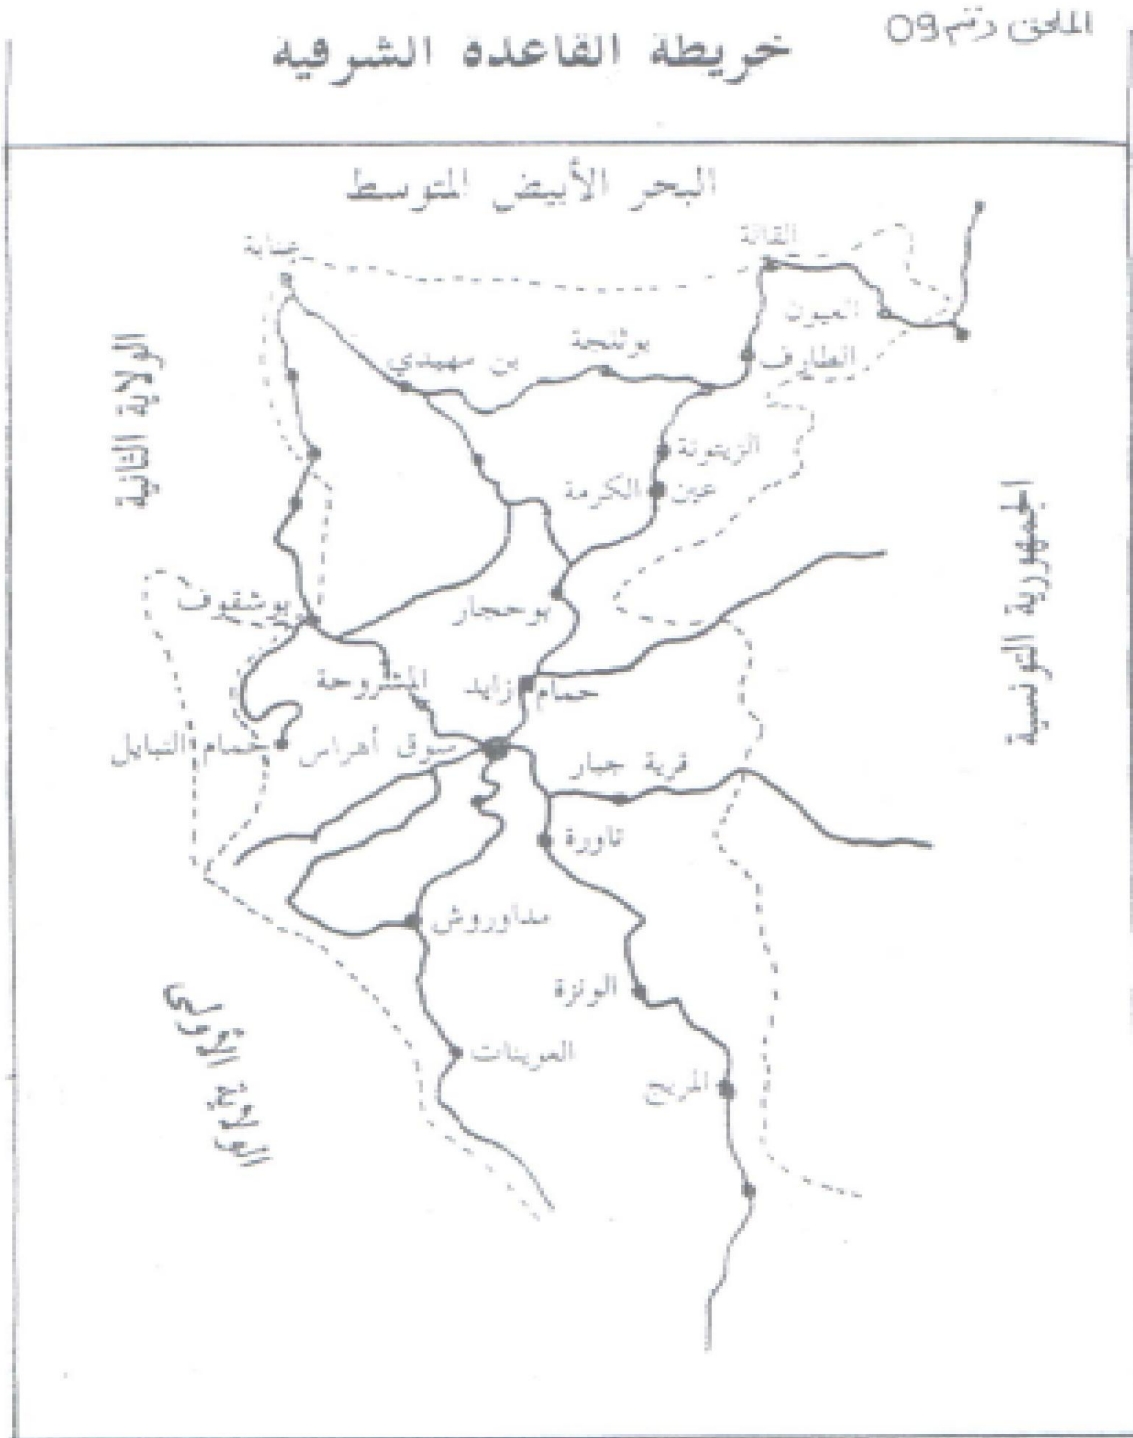 الملحق رقم 09
خريطة القاعدة الشرقية
البحر الأبيض المتوسط
القالة
عنابة
العيون
بوثلجة
الطارف
بن مهيدي
الولاية الثانية
الزيتونة
عين الكرمة
الجمهورية التونسية
بوشقوف
بوحجار
المشروحة
حمام زايد
حمام النبايل
سوق أهراس
قرية جبار
تاورة
مداوروش
الونزة
الولاية الأولى
العوينات
المريج